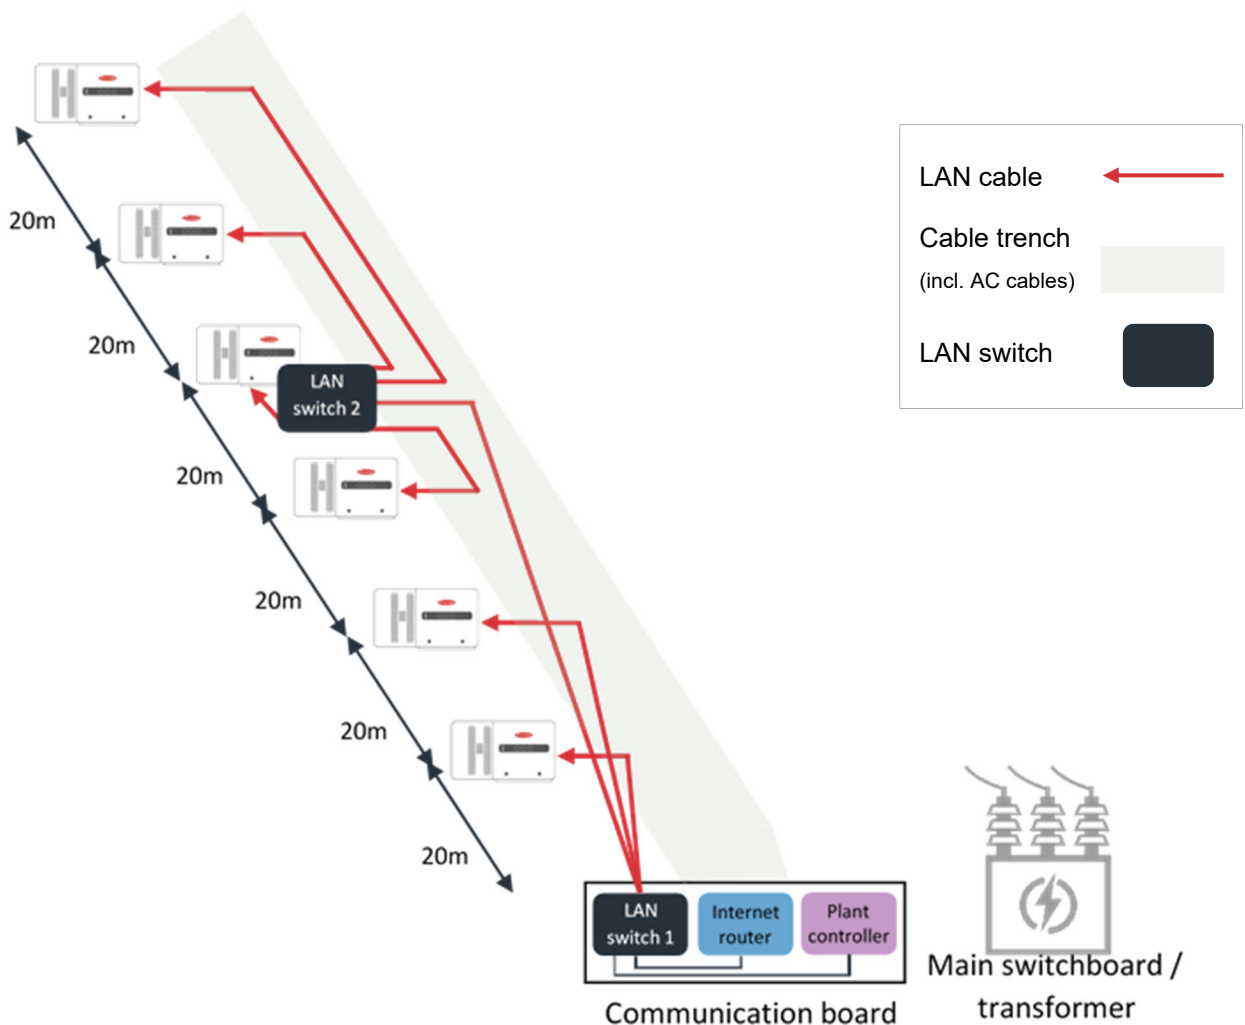 20m
20m
20m
20m
20m
20m
LAN
switch 2
LAN cable
Cable trench
(incl. AC cables)
LAN switch
LAN
switch 1
Internet
router
Plant
controller
Communication board
Main switchboard /
transformer